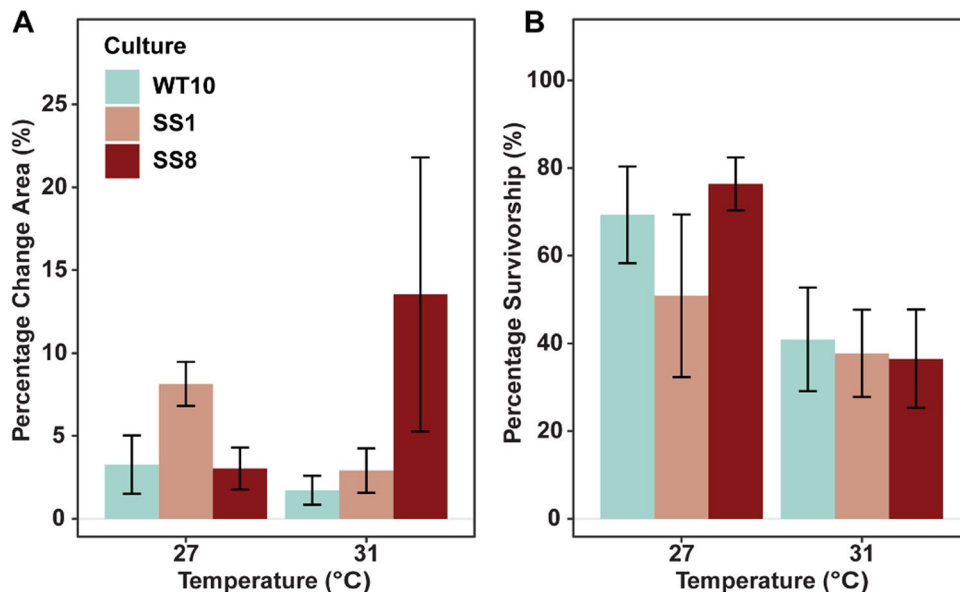 A
Culture
WT10
SS1
SS8
Percentage Change Area (%)
25
20
15
10
5
0
27
31
Temperature (°C)
B
Percentage Survivorship (%)
100
80
60
40
20
0
27
31
Temperature (°C)